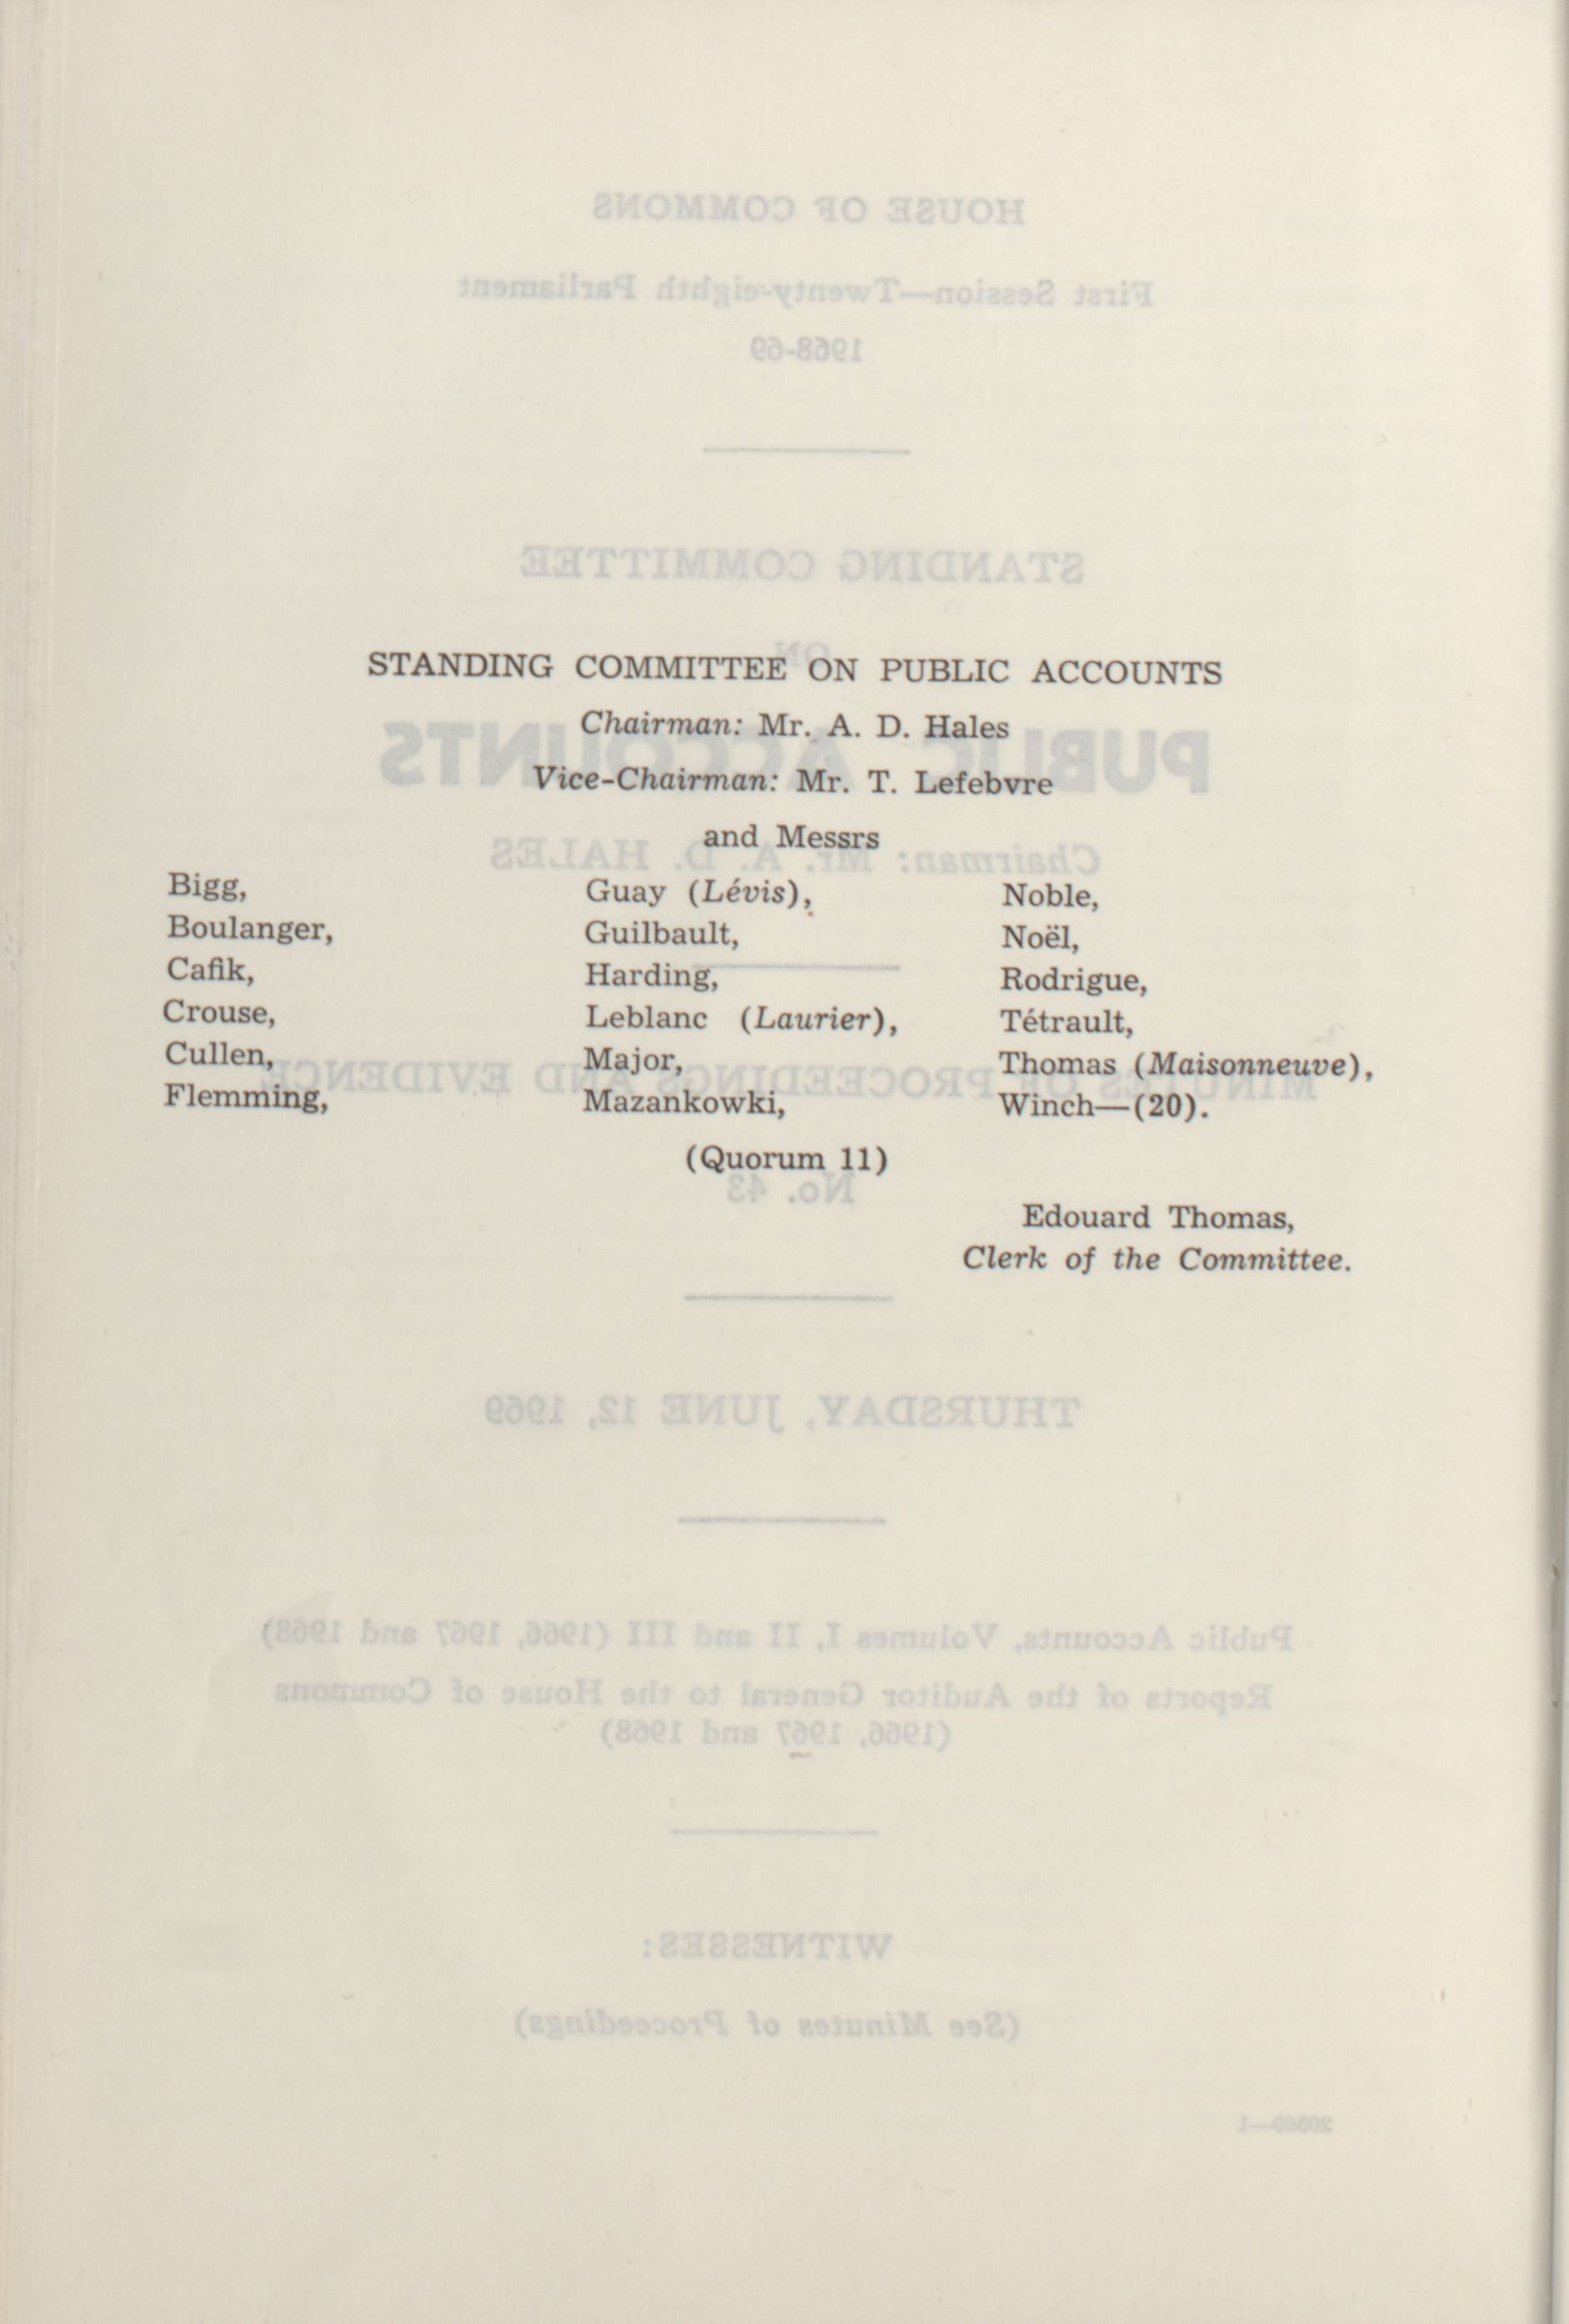 STANDING COMMITTEE ON PUBLIC ACCOUNTS
Chairman: Mr. A. D. Hales
Vice-Chairman: Mr. T. Lefebvre
and Messrs
Bigg,
Boulanger,
Cafik,
Crouse,
Cullen,
Flemming,
Guay (Lévis),
Guilbault,
Harding,
Leblanc (Laurier),
Major,
Mazankowki,
Noble,
Noël,
Rodrigue,
Tétrault,
Thomas (Maisonneuve),
Winch—(20).
(Quorum 11)
Edouard Thomas,
Clerk of the Committee.